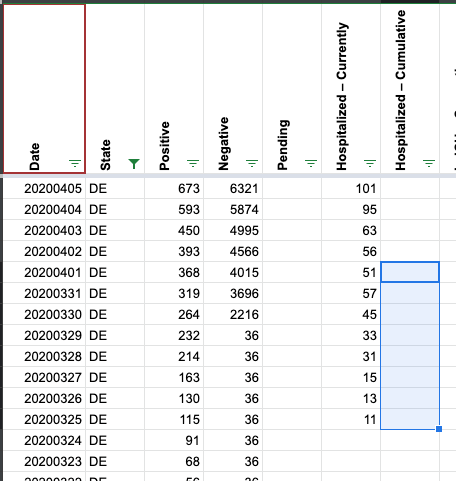 Date State Positive Negative Pending Hospitalized – Currently Hospitalized – Cumulative
20200405 DE 673 6321 101
20200404 DE 593 5874 95
20200403 DE 450 4995 63
20200402 DE 393 4566 56
20200401 DE 368 4015 51
20200331 DE 319 3696 57
20200330 DE 264 2216 45
20200329 DE 232 36 33
20200328 DE 214 36 31
20200327 DE 163 36 15
20200326 DE 130 36 13
20200325 DE 115 36 11
20200324 DE 91 36
20200323 DE 68 36
20200322 DE 56 36